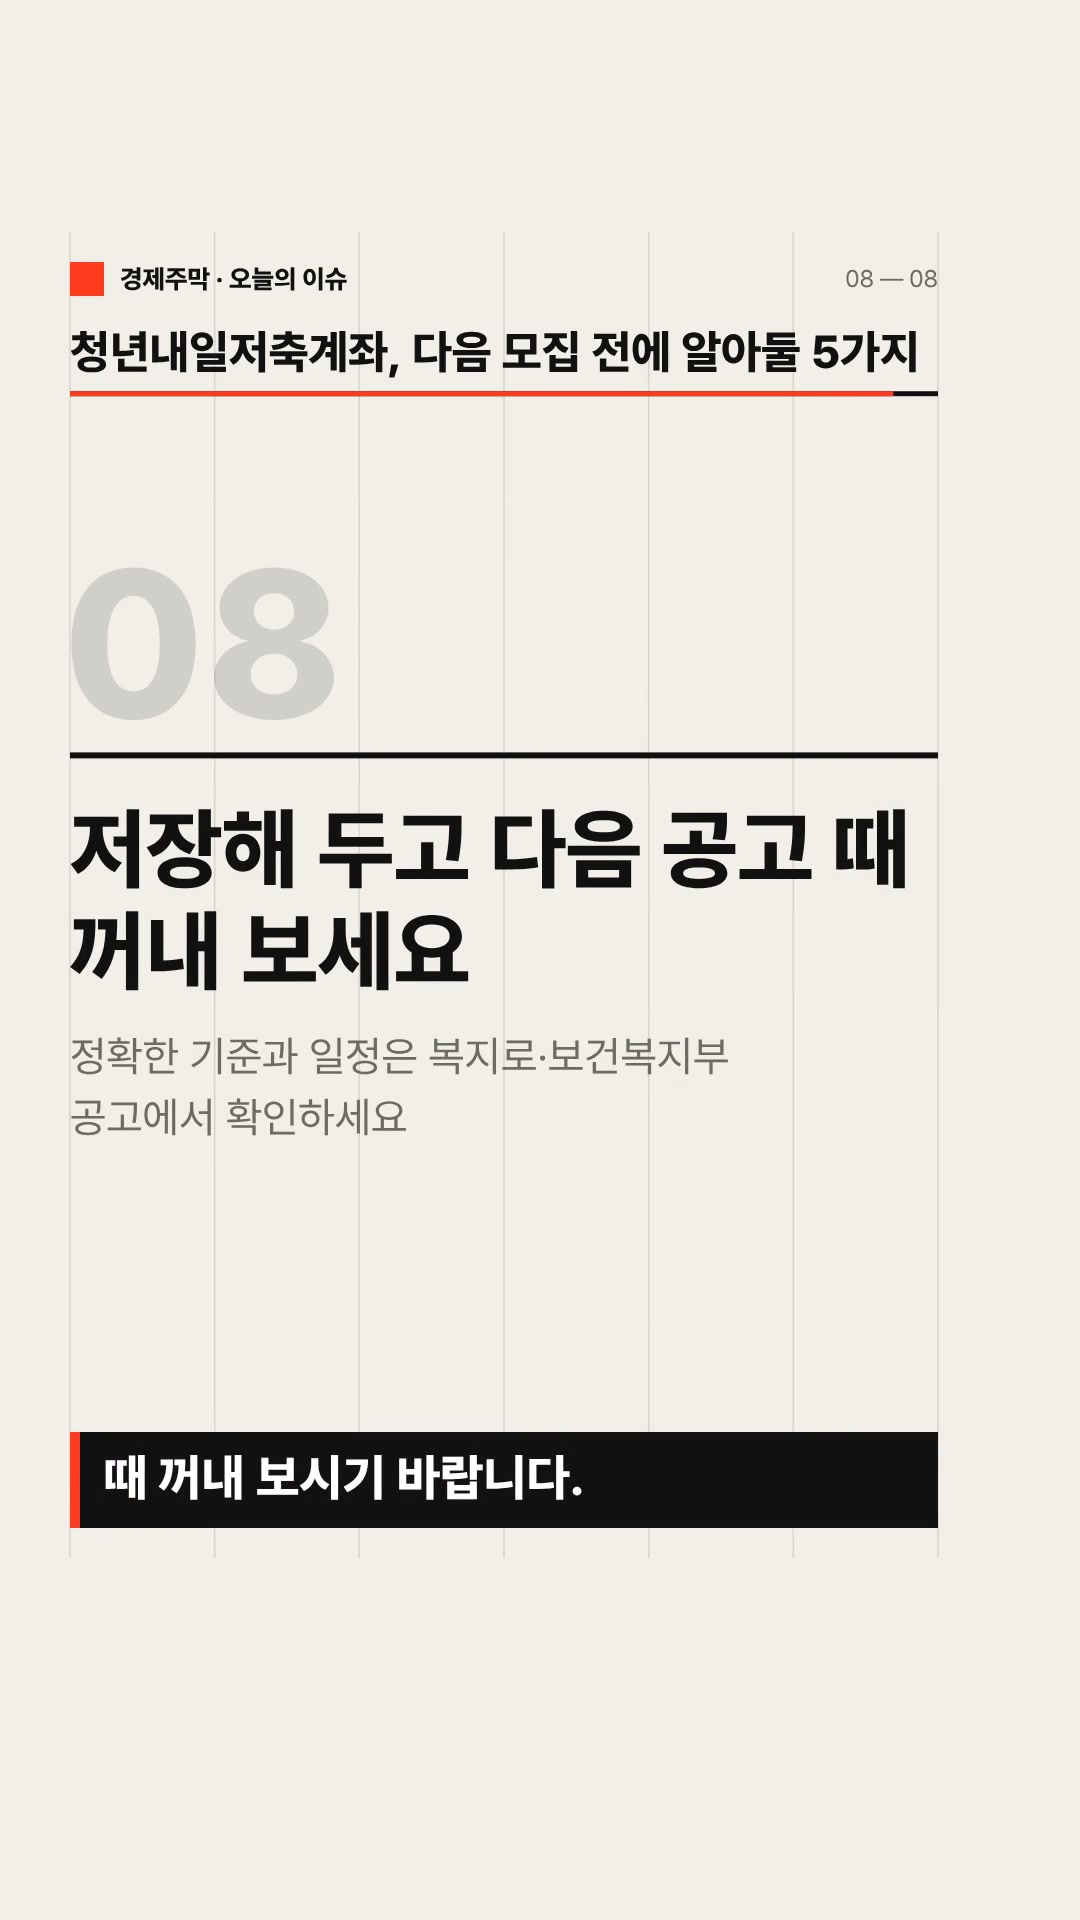 경제주막 · 오늘의 이슈
08 — 08
청년내일저축계좌, 다음 모집 전에 알아둘 5가지
08
저장해 두고 다음 공고 때
꺼내 보세요
정확한 기준과 일정은 복지로·보건복지부
공고에서 확인하세요
때 꺼내 보시기 바랍니다.